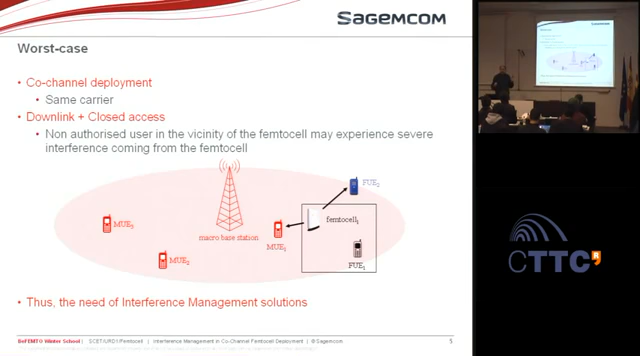 SAGEMCOM
Worst-case
• Co-channel deployment
• Same carrier
• Downlink + Closed access
• Non authorised user in the vicinity of the femtocell may experience severe
interference coming from the femtocell
FUE2
MUE3
femtocell1
macro base station
MUE1
MUE2
FUE1
• Thus, the need of Interference Management solutions
BeFEMTO Winter School | SCET/URD1/Femtocell | Interference Management in Co-Channel Femtocell Deployment | @ Sagemcom
5
CTTC